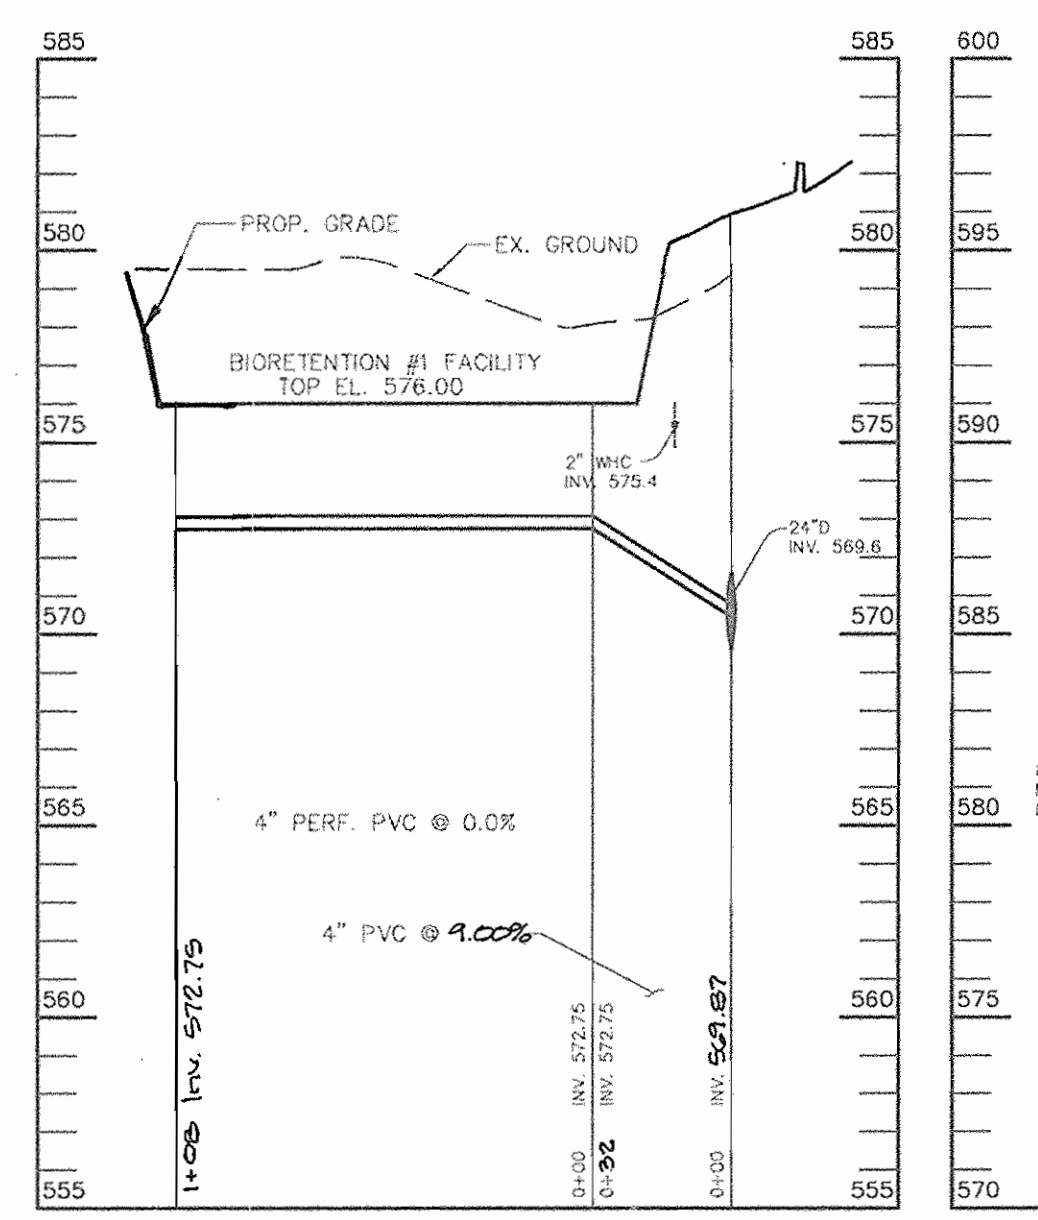 585
585
600
PROP. GRADE
580
EX. GROUND
580
595
BIORETENTION #1 FACILITY
TOP EL. 576.00
575
575
590
2" WHC
INV. 575.4
24"D
INV. 569.6
570
570
585
565
4" PERF. PVC @ 0.0%
565
580
4" PVC @ 9.00%
560
560
575
1+08 Inv. 572.75
0+00 INV. 572.75
0+32 INV. 572.75
0+00 INV. 569.87
555
555
570